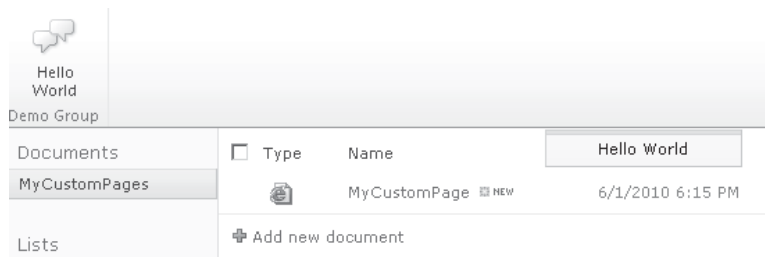 Hello
World
Demo Group
Documents
MyCustomPages
Lists
Type Name Hello World
MyCustomPage NEW 6/1/2010 6:15 PM
Add new document